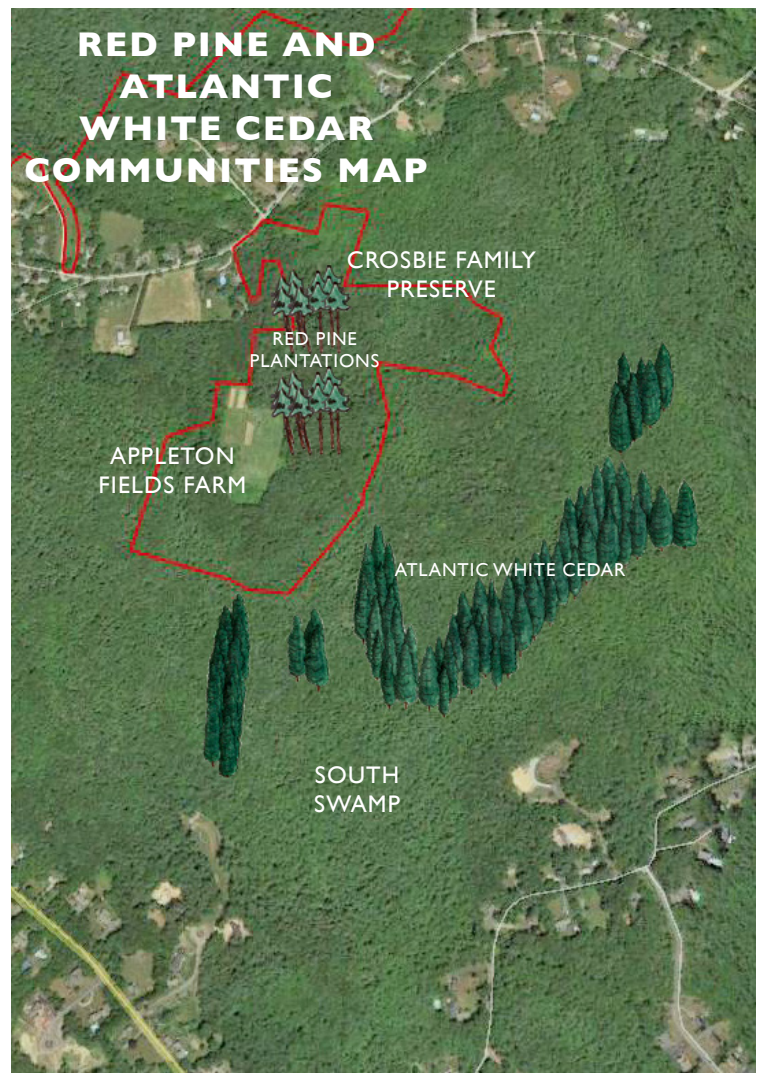 RED PINE AND
ATLANTIC
WHITE CEDAR
COMMUNITIES MAP
CROSBIE FAMILY
PRESERVE
RED PINE
PLANTATIONS
APPLETON
FIELDS FARM
ATLANTIC WHITE CEDAR
SOUTH
SWAMP